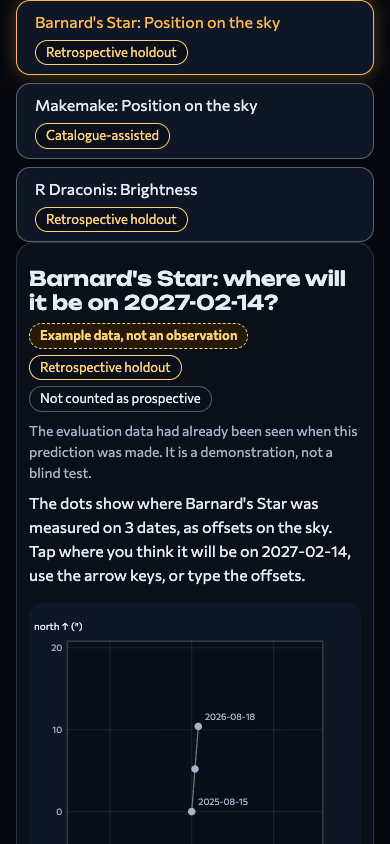 Barnard's Star: Position on the sky
Retrospective holdout
Makemake: Position on the sky
Catalogue-assisted
R Draconis: Brightness
Retrospective holdout
Barnard's Star: where will
it be on 2027-02-14?
Example data, not an observation
Retrospective holdout
Not counted as prospective
The evaluation data had already been seen when this
prediction was made. It is a demonstration, not a
blind test.
The dots show where Barnard's Star was
measured on 3 dates, as offsets on the sky.
Tap where you think it will be on 2027-02-14,
use the arrow keys, or type the offsets.
north ↑ (″)
20
2026-08-18
10
2025-08-15
0